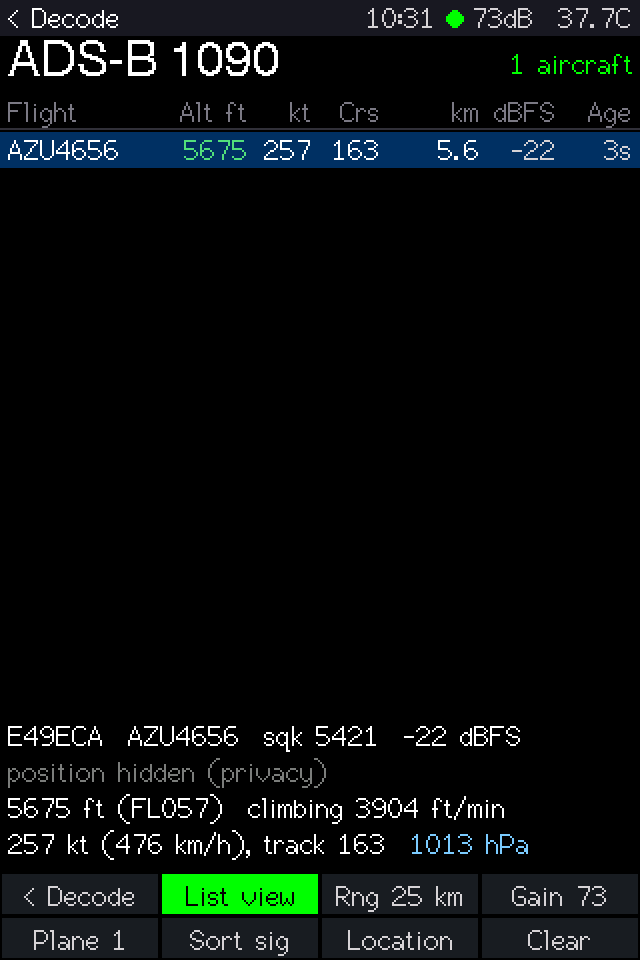 < Decode 10:31 73dB 37.7C
ADS-B 1090 1 aircraft
Flight Alt ft kt Crs km dBFS Age
AZU4656 5675 257 163 5.6 -22 3s
E49ECA AZU4656 sqk 5421 -22 dBFS
position hidden (privacy)
5675 ft (FL057) climbing 3904 ft/min
257 kt (476 km/h), track 163 1013 hPa
< Decode List view Rng 25 km Gain 73
Plane 1 Sort sig Location Clear